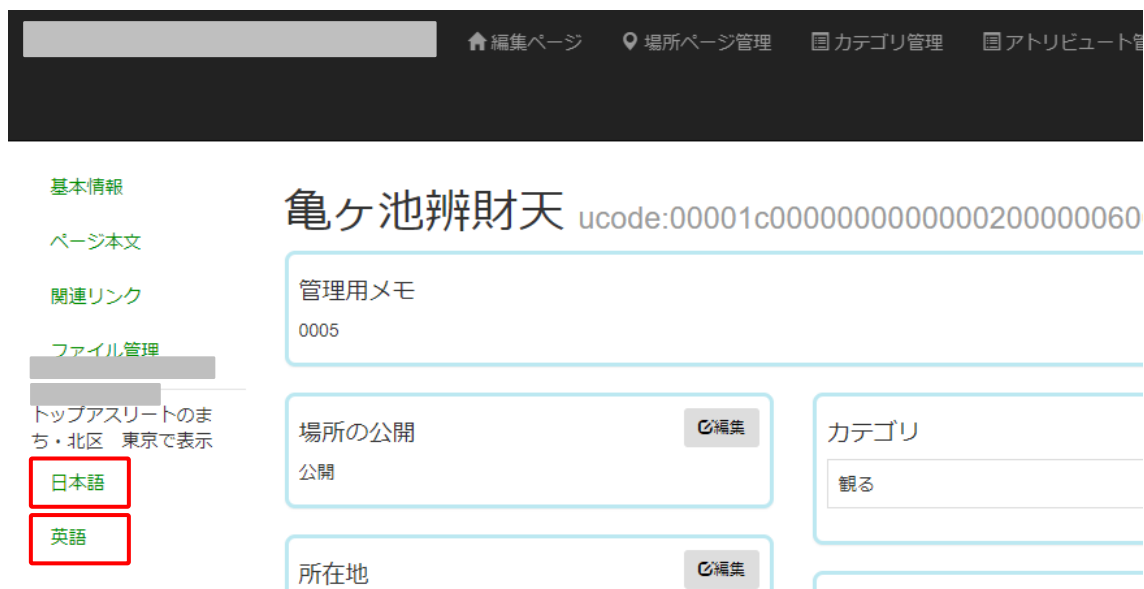 編集ページ 場所ページ管理 カテゴリ管理 アトリビュート管
基本情報
ページ本文
関連リンク
ファイル管理
トップアスリートのま
ち・北区　東京で表示
日本語
英語
亀ヶ池辨財天 ucode:00001c00000000000002000000060
管理用メモ
0005
場所の公開 編集
公開
カテゴリ
観る
所在地 編集